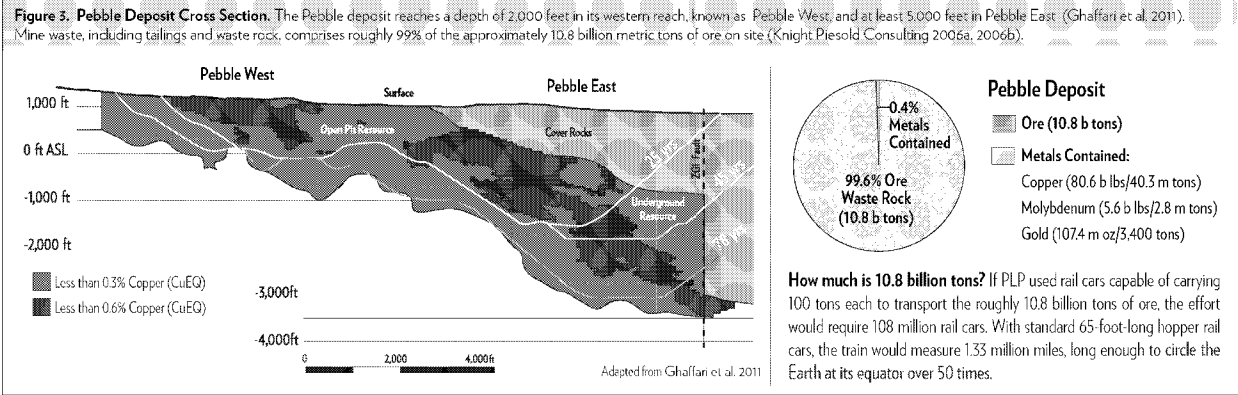 Figure 3. Pebble Deposit Cross Section. The Pebble deposit reaches a depth of 2,000 feet in its western reach, known as Pebble West, and at least 5,000 feet in Pebble East (Ghaffari et al. 2011).
Mine waste, including tailings and waste rock, comprises roughly 99% of the approximately 10.8 billion metric tons of ore on site (Knight Piesold Consulting 2006a, 2006b).
Pebble West
Surface
Pebble East
1,000 ft
Open Pit Resource
Cover Rocks
0 ft ASL
ZG1 Fault
-1,000 ft
Underground
Resource
-2,000 ft
Less than 0.3% Copper (CuEQ)
Less than 0.6% Copper (CuEQ)
-3,000ft
-4,000ft
0
2,000
4,000ft
Adapted from Ghaffari et al. 2011
0.4%
Metals
Contained
99.6% Ore
Waste Rock
(10.8 b tons)
Pebble Deposit
Ore (10.8 b tons)
Metals Contained:
Copper (80.6 b lbs/40.3 m tons)
Molybdenum (5.6 b lbs/2.8 m tons)
Gold (107.4 m oz/3,400 tons)
How much is 10.8 billion tons? If PLP used rail cars capable of carrying
100 tons each to transport the roughly 10.8 billion tons of ore, the effort
would require 108 million rail cars. With standard 65-foot-long hopper rail
cars, the train would measure 1.33 million miles, long enough to circle the
Earth at its equator over 50 times.